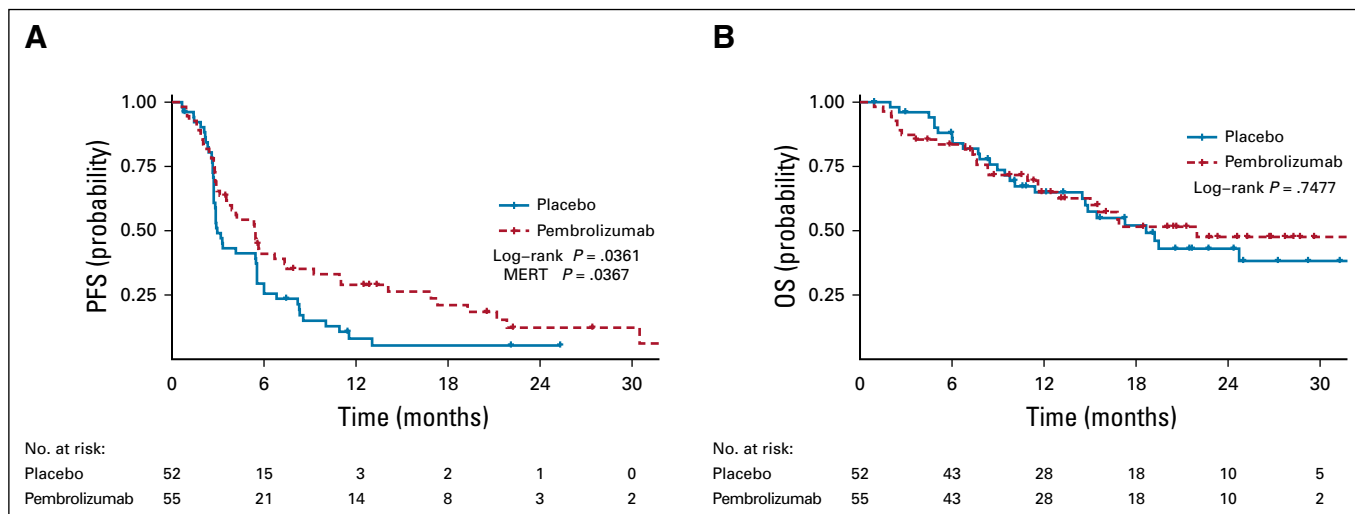 A
PFS (probability)
1.00
0.75
0.50
0.25
Placebo
Pembrolizumab
Log–rank P = .0361
MERT P = .0367
0 6 12 18 24 30
Time (months)
No. at risk:
Placebo 52 15 3 2 1 0
Pembrolizumab 55 21 14 8 3 2
B
OS (probability)
1.00
0.75
0.50
0.25
Placebo
Pembrolizumab
Log–rank P = .7477
0 6 12 18 24 30
Time (months)
No. at risk:
Placebo 52 43 28 18 10 5
Pembrolizumab 55 43 28 18 10 2